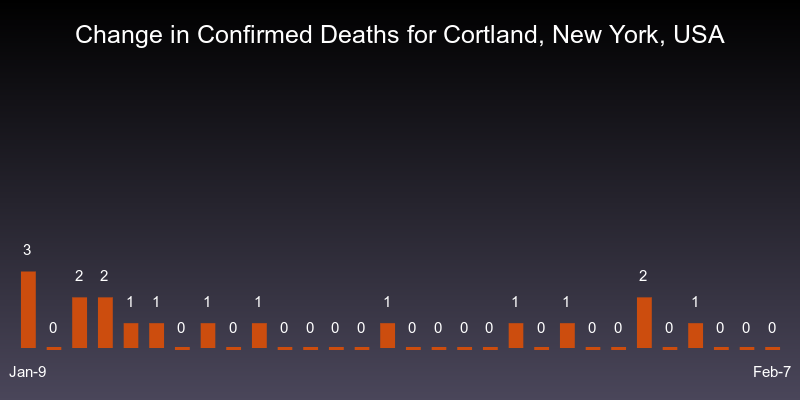 Change in Confirmed Deaths for Cortland, New York, USA
3 0 2 2 1 1 0 1 0 1 0 0 0 0 1 0 0 0 0 1 0 1 0 0 2 0 1 0 0 0
Jan-9 Feb-7